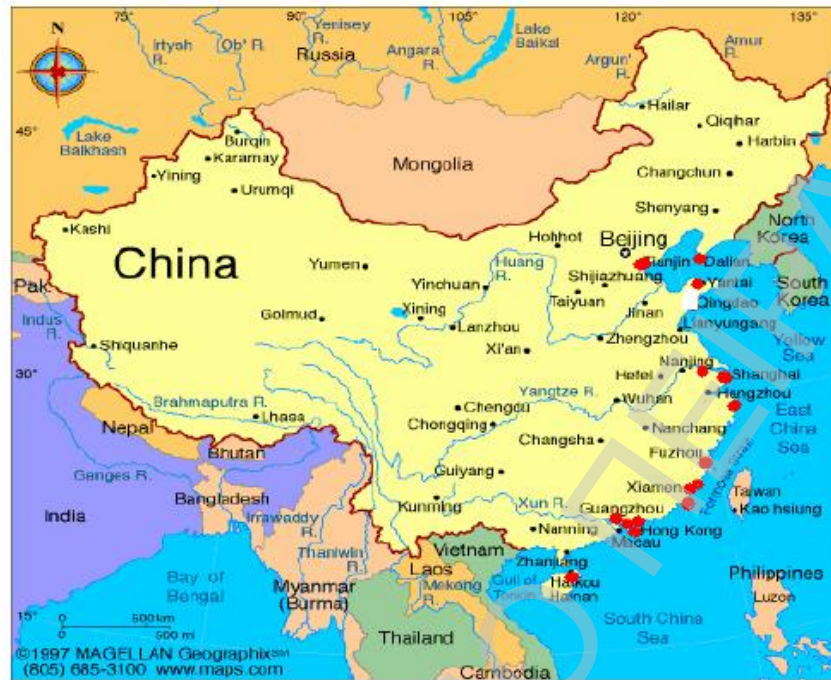 75°
90°
105°
120°
135°
N
Irtysh
R.
Ob' R.
Yenisey
R.
Russia
Angara
R.
Lake
Baikal
Argun'
R.
Amur
R.
45°
Lake
Balkhash
Burqin
Karamay
Yining
Urumqi
Mongolia
Hailar
Qiqihar
Harbin
Changchun
Shenyang
Kashi
China
Yumen
Hohhot
Beijing
Huang
R.
Tianjin
Dalian
North
Korea
Pak.
Indus
R.
Golmud
Xining
Yinchuan
Shijiazhuang
Taiyuan
Yantai
Jinan
Qingdao
South
Korea
Lanzhou
Lianyungang
Shiquanhe
Xi'an
Zhengzhou
Yellow
Sea
30°
Nanjing
Hefei
Shanghai
Hangzhou
Brahmaputra R.
Lhasa
Chengdu
Yangtze R.
Wuhan
East
China
Sea
Nepal
Chongqing
Nanchang
Bhutan
Changsha
Fuzhou
Ganges R.
Guiyang
Bangladesh
Kunming
Xun R.
Xiamen
Taiwan
Kao hsiung
India
Irrawaddy
R.
Guangzhou
Nanning
Hong Kong
Macau
Thanlwin
R.
Vietnam
Zhanjiang
Laos
Bay of
Bengal
Myanmar
(Burma)
Mekong
R.
Gulf of
Tonkin
Haikou
Hainan
Philippines
Luzon
15°
0
500 km
0
500 mi
South China
Sea
Thailand
©1997 MAGELLAN Geographix℠
(805) 685-3100 www.maps.com
Cambodia